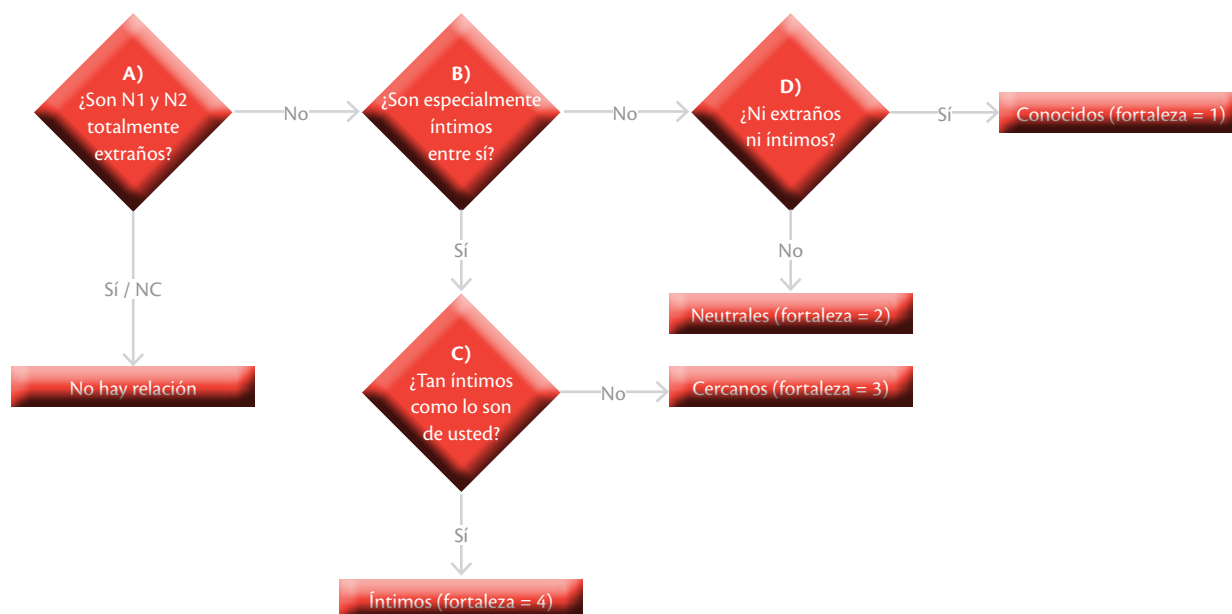 A)
¿Son N1 y N2
totalmente
extraños?
No
B)
¿Son especialmente
íntimos
entre sí?
No
D)
¿Ni extraños
ni íntimos?
Sí
Conocidos (fortaleza = 1)
Sí / NC
No hay relación
Sí
No
Neutrales (fortaleza = 2)
C)
¿Tan íntimos
como lo son
de usted?
No
Cercanos (fortaleza = 3)
Sí
Íntimos (fortaleza = 4)